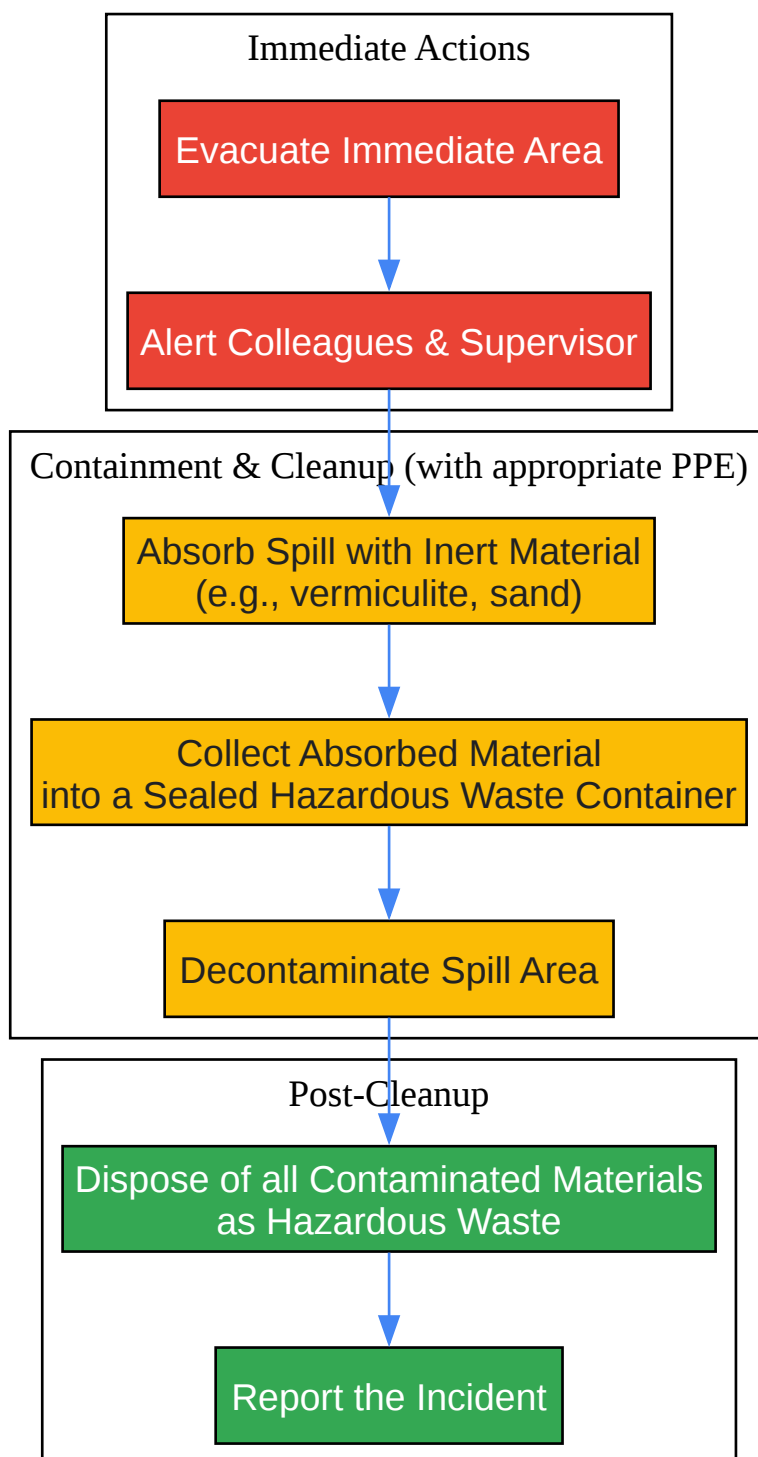 Immediate Actions
Evacuate Immediate Area
Alert Colleagues & Supervisor
Containment & Cleanup (with appropriate PPE)
Absorb Spill with Inert Material
(e.g., vermiculite, sand)
Collect Absorbed Material
into a Sealed Hazardous Waste Container
Decontaminate Spill Area
Post-Cleanup
Dispose of all Contaminated Materials
as Hazardous Waste
Report the Incident